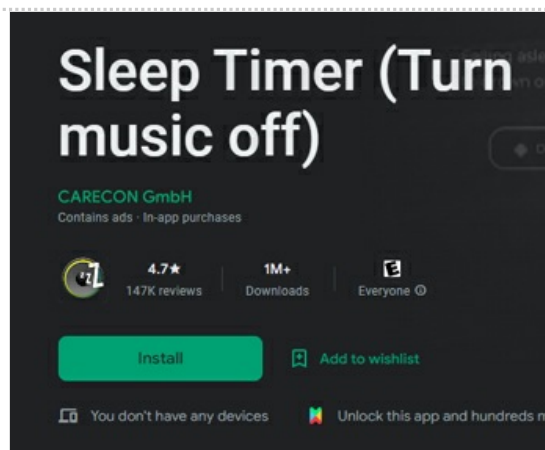 Sleep Timer (Turn
music off)
CARECON GmbH
Contains ads · In-app purchases
4.7★
1M+
E
147K reviews
Downloads
Everyone
Install
Add to wishlist
You don't have any devices
Unlock this app and hundreds